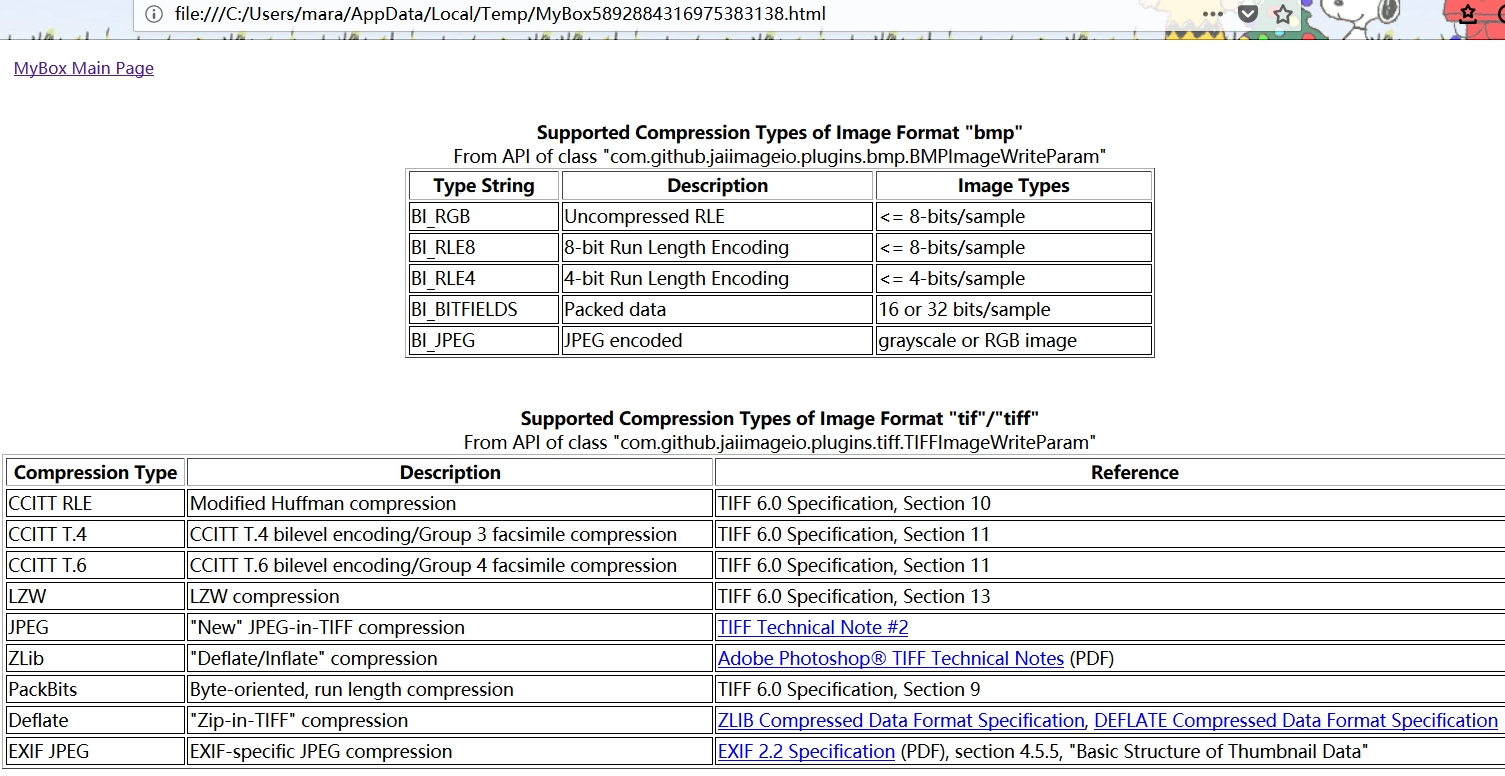 file:///C:/Users/mara/AppData/Local/Temp/MyBox5892884316975383138.html
MyBox Main Page
Supported Compression Types of Image Format "bmp"
From API of class "com.github.jaiimageio.plugins.bmp.BMPImageWriteParam"
Type String Description Image Types
BI_RGB Uncompressed RLE <= 8-bits/sample
BI_RLE8 8-bit Run Length Encoding <= 8-bits/sample
BI_RLE4 4-bit Run Length Encoding <= 4-bits/sample
BI_BITFIELDS Packed data 16 or 32 bits/sample
BI_JPEG JPEG encoded grayscale or RGB image
Supported Compression Types of Image Format "tif"/"tiff"
From API of class "com.github.jaiimageio.plugins.tiff.TIFFImageWriteParam"
Compression Type Description Reference
CCITT RLE Modified Huffman compression TIFF 6.0 Specification, Section 10
CCITT T.4 CCITT T.4 bilevel encoding/Group 3 facsimile compression TIFF 6.0 Specification, Section 11
CCITT T.6 CCITT T.6 bilevel encoding/Group 4 facsimile compression TIFF 6.0 Specification, Section 11
LZW LZW compression TIFF 6.0 Specification, Section 13
JPEG "New" JPEG-in-TIFF compression TIFF Technical Note #2
ZLib "Deflate/Inflate" compression Adobe Photoshop® TIFF Technical Notes (PDF)
PackBits Byte-oriented, run length compression TIFF 6.0 Specification, Section 9
Deflate "Zip-in-TIFF" compression ZLIB Compressed Data Format Specification, DEFLATE Compressed Data Format Specification
EXIF JPEG EXIF-specific JPEG compression EXIF 2.2 Specification (PDF), section 4.5.5, "Basic Structure of Thumbnail Data"